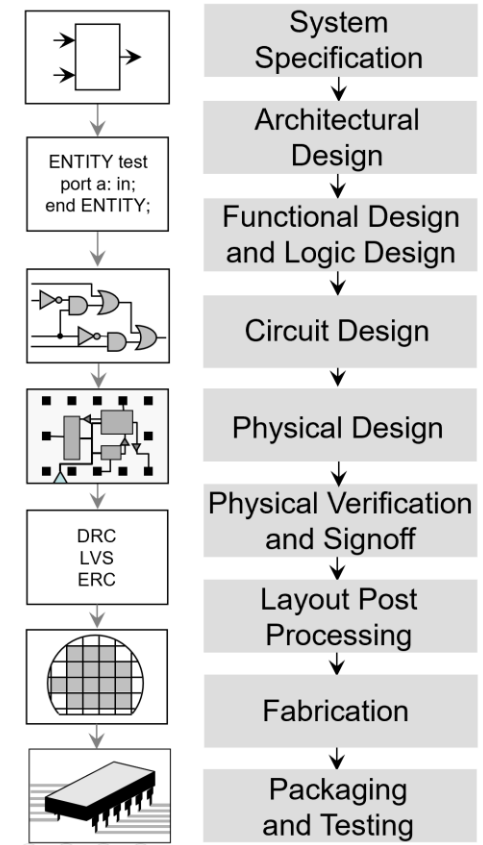 ENTITY test
port a: in;
end ENTITY;
DRC
LVS
ERC
System
Specification
Architectural
Design
Functional Design
and Logic Design
Circuit Design
Physical Design
Physical Verification
and Signoff
Layout Post
Processing
Fabrication
Packaging
and Testing